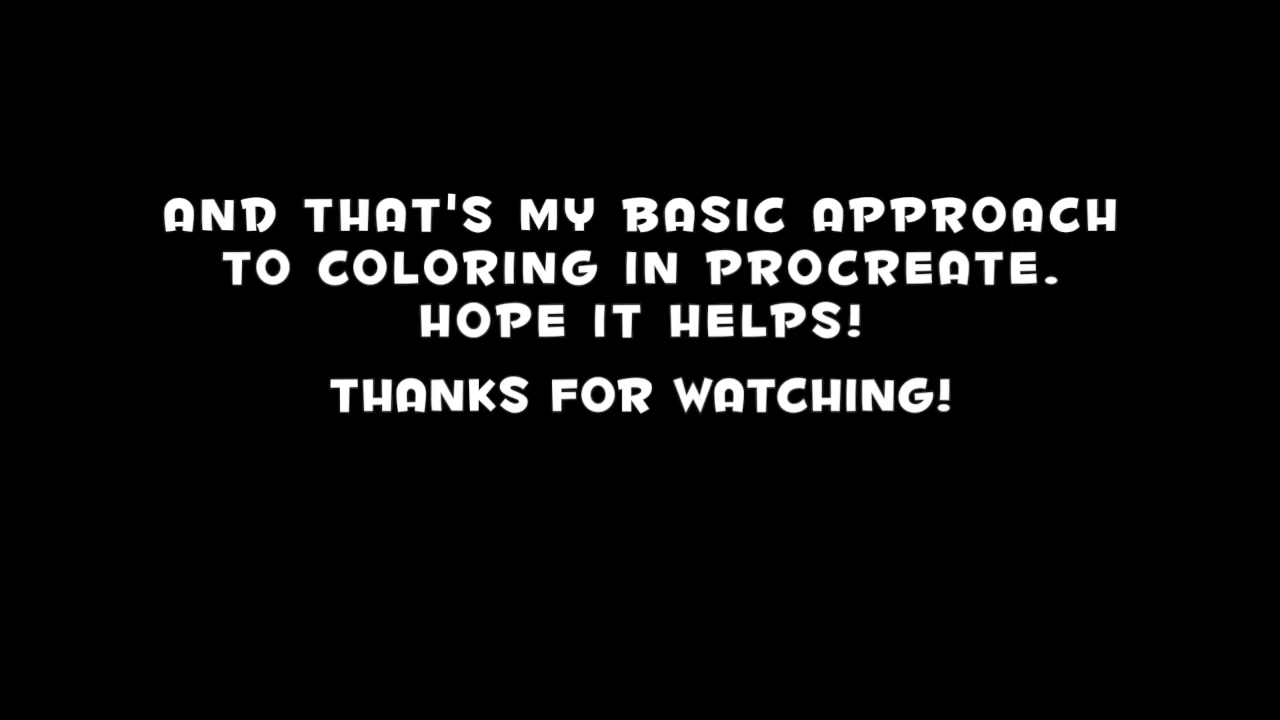 AND THAT'S MY BASIC APPROACH
TO COLORING IN PROCREATE.
HOPE IT HELPS!
THANKS FOR WATCHING!